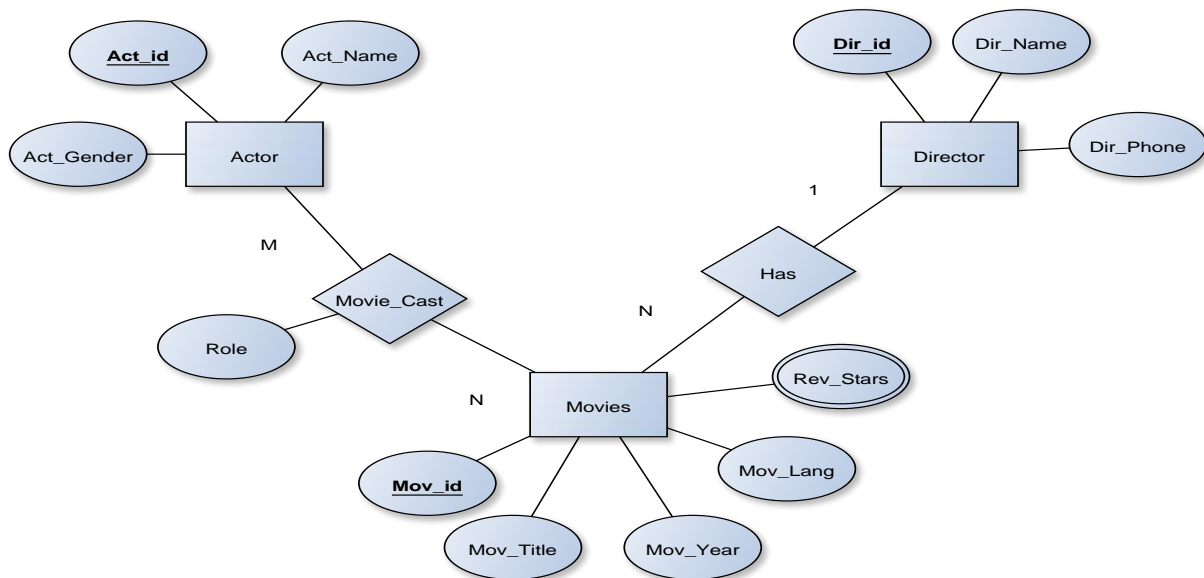 Act_id
Act_Name
Dir_id
Dir_Name
Act_Gender
Actor
Director
Dir_Phone
1
M
Has
Movie_Cast
N
Role
Rev_Stars
N
Movies
Mov_Lang
Mov_id
Mov_Title
Mov_Year